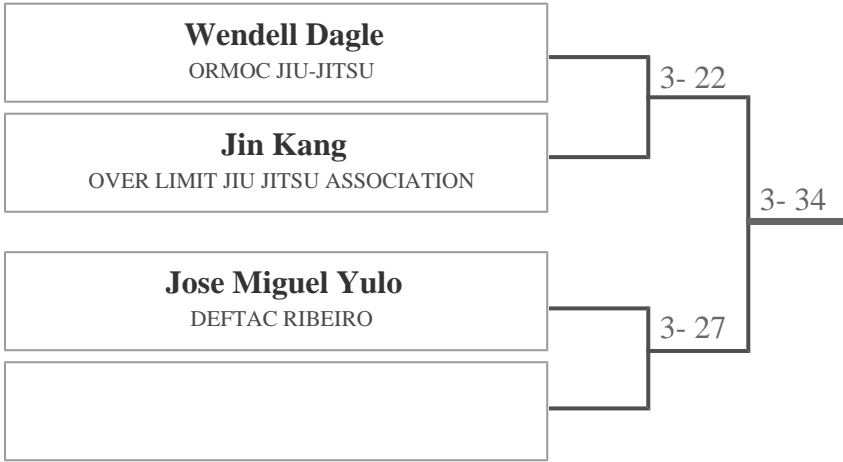 Wendell Dagle
ORMOC JIU-JITSU
3- 22
Jin Kang
OVER LIMIT JIU JITSU ASSOCIATION
3- 34
Jose Miguel Yulo
DEFTAC RIBEIRO
3- 27